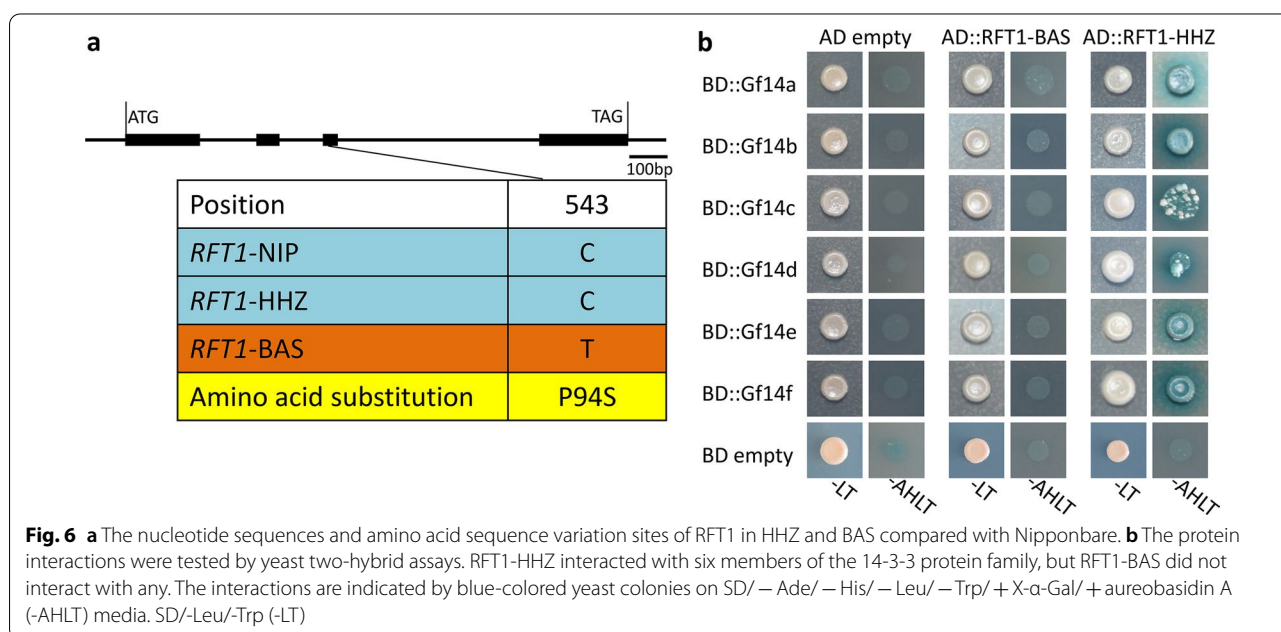 a
ATG
TAG
100bp
Position 543
RFT1-NIP C
RFT1-HHZ C
RFT1-BAS T
Amino acid substitution P94S
b
AD empty AD::RFT1-BAS AD::RFT1-HHZ
BD::Gf14a
BD::Gf14b
BD::Gf14c
BD::Gf14d
BD::Gf14e
BD::Gf14f
BD empty
-LT -AHLT -LT -AHLT -LT -AHLT
Fig. 6 a The nucleotide sequences and amino acid sequence variation sites of RFT1 in HHZ and BAS compared with Nipponbare. b The protein
interactions were tested by yeast two-hybrid assays. RFT1-HHZ interacted with six members of the 14-3-3 protein family, but RFT1-BAS did not
interact with any. The interactions are indicated by blue-colored yeast colonies on SD/ − Ade/ − His/ − Leu/ − Trp/ + X-α-Gal/ + aureobasidin A
(-AHLT) media. SD/-Leu/-Trp (-LT)